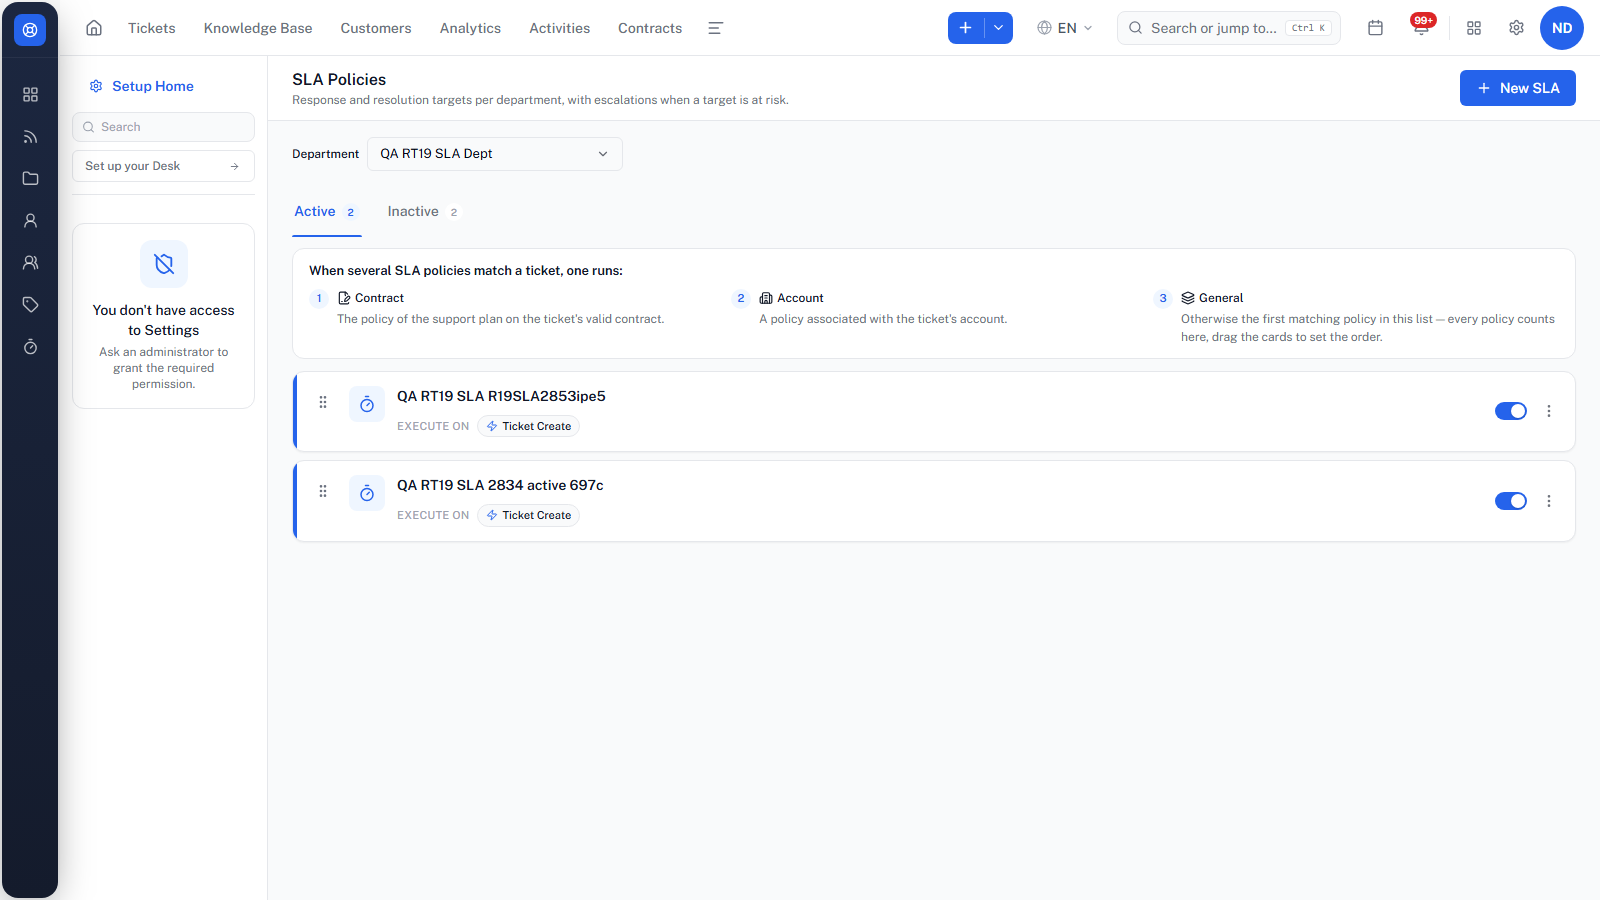 Tickets
Knowledge Base
Customers
Analytics
Activities
Contracts
EN
Search or jump to...
Ctrl K
99+
ND
Setup Home
Search
Set up your Desk
You don't have access
to Settings
Ask an administrator to
grant the required
permission.
SLA Policies
Response and resolution targets per department, with escalations when a target is at risk.
New SLA
Department
QA RT19 SLA Dept
Active 2
Inactive 2
When several SLA policies match a ticket, one runs:
1 Contract
The policy of the support plan on the ticket's valid contract.
2 Account
A policy associated with the ticket's account.
3 General
Otherwise the first matching policy in this list — every policy counts
here, drag the cards to set the order.
QA RT19 SLA R19SLA2853ipe5
EXECUTE ON Ticket Create
QA RT19 SLA 2834 active 697c
EXECUTE ON Ticket Create